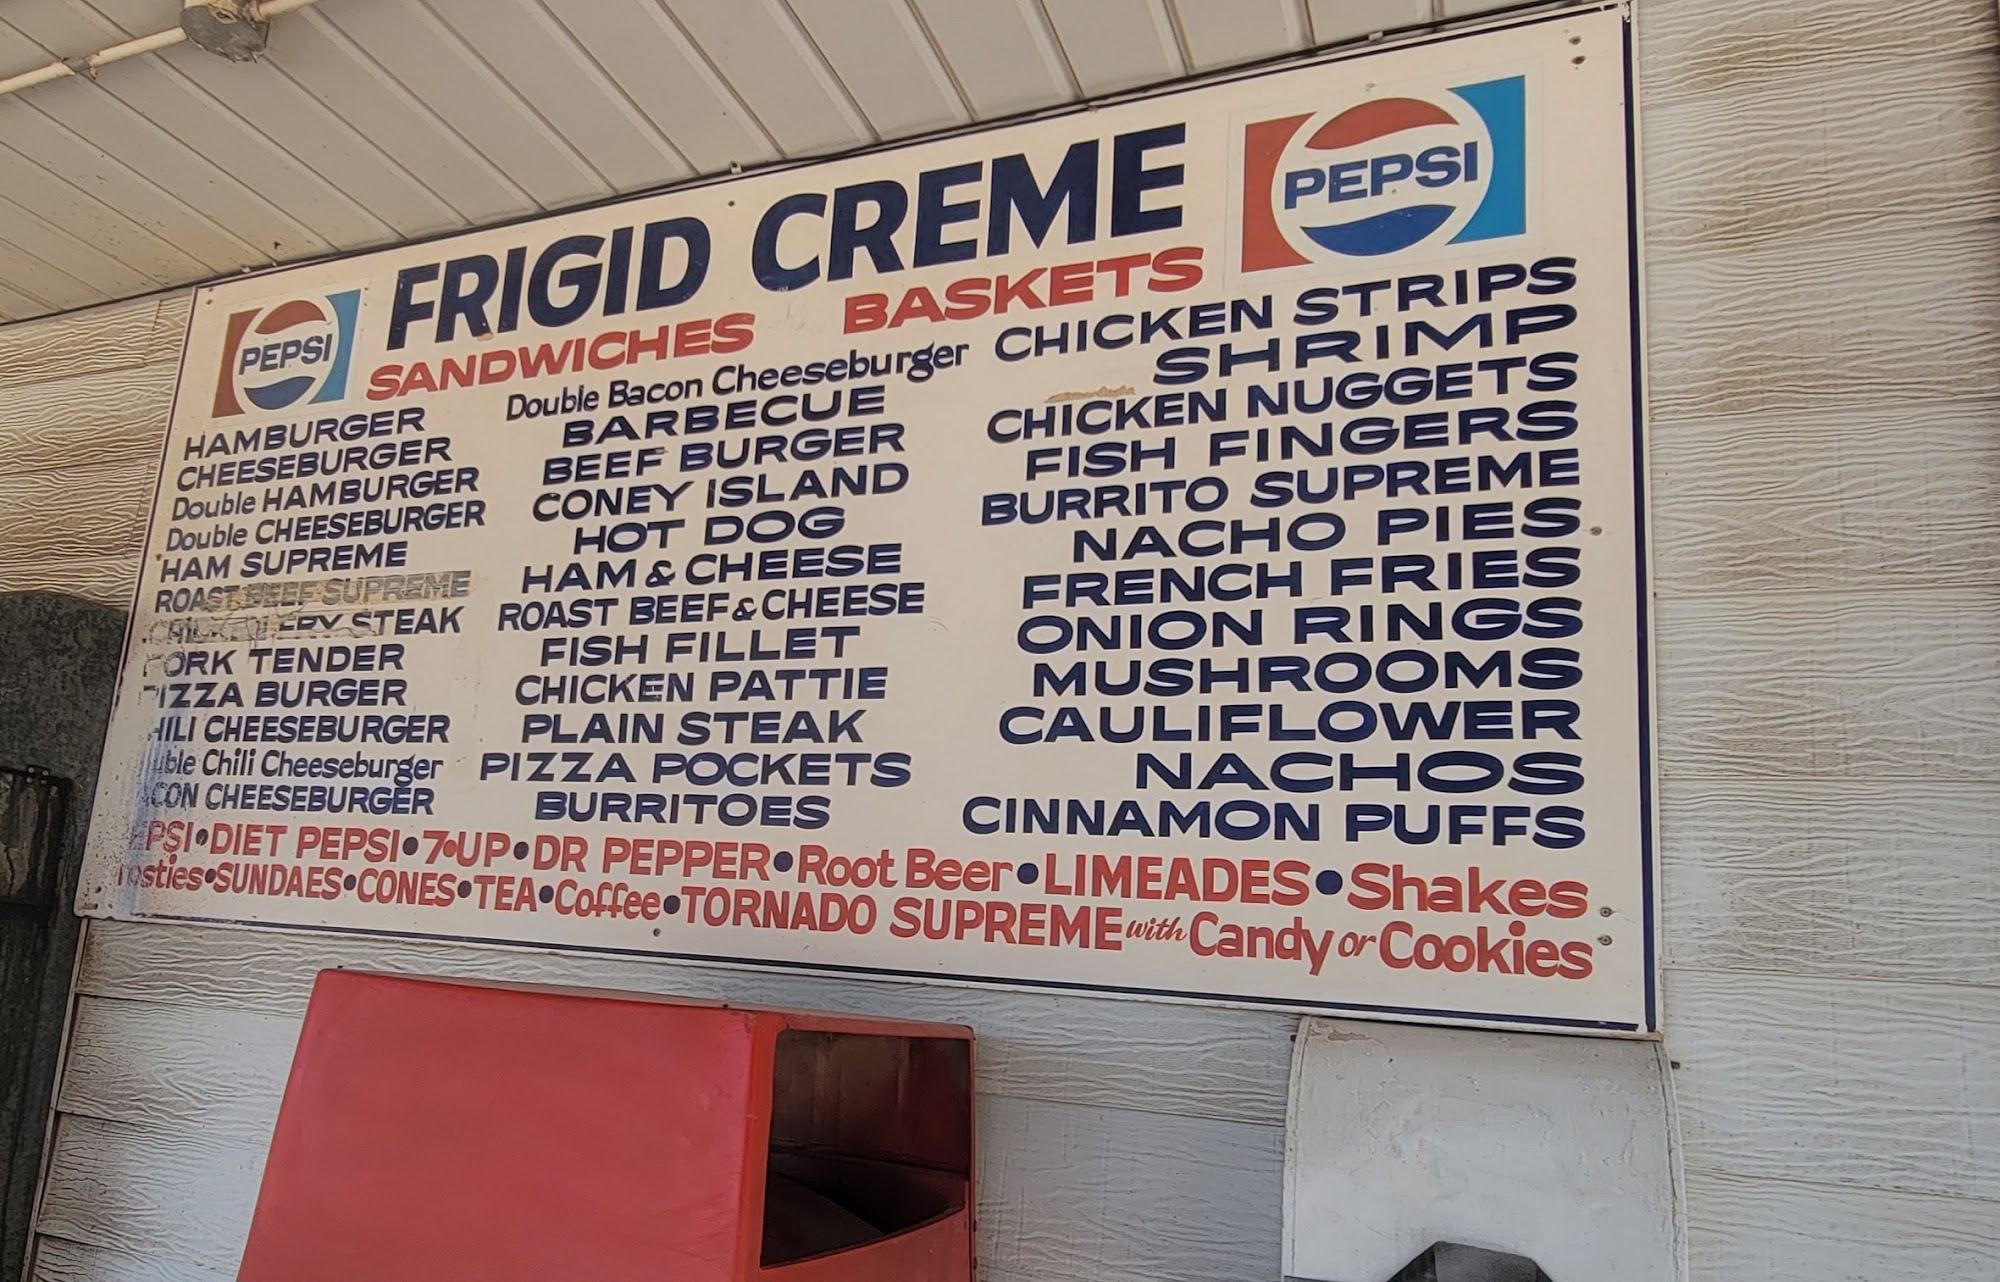 FRIGID CREME
PEPSI
PEPSI
SANDWICHES BASKETS
HAMBURGER
CHEESEBURGER
Double HAMBURGER
Double CHEESEBURGER
HAM SUPREME
ROAST BEEF SUPREME
STEAK
PORK TENDER
PIZZA BURGER
HILI CHEESEBURGER
uble Chili Cheeseburger
ACON CHEESEBURGER
Double Bacon Cheeseburger
BARBECUE
BEEF BURGER
CONEY ISLAND
HOT DOG
HAM & CHEESE
ROAST BEEF & CHEESE
FISH FILLET
CHICKEN PATTIE
PLAIN STEAK
PIZZA POCKETS
BURRITOES
CHICKEN STRIPS
SHRIMP
CHICKEN NUGGETS
FISH FINGERS
BURRITO SUPREME
NACHO PIES
FRENCH FRIES
ONION RINGS
MUSHROOMS
CAULIFLOWER
NACHOS
CINNAMON PUFFS
EPSI • DIET PEPSI • 7•UP • DR PEPPER • Root Beer • LIMEADES • Shakes
osties • SUNDAES • CONES • TEA • Coffee • TORNADO SUPREME with Candy or Cookies